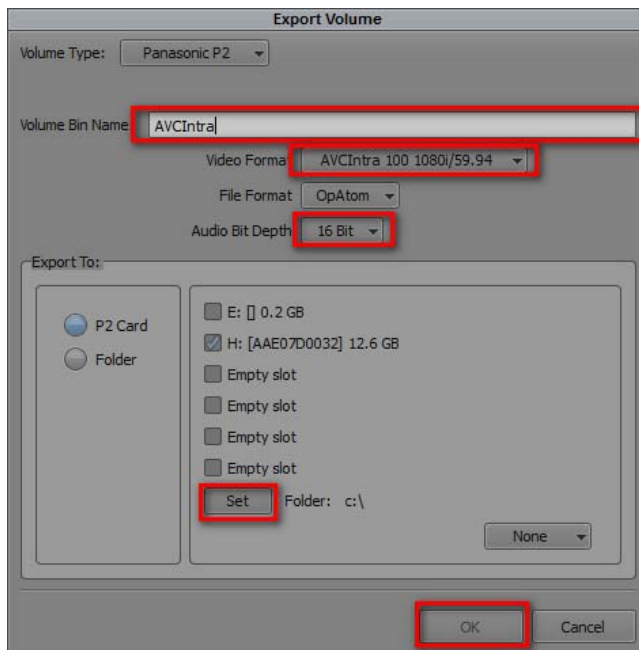 Export Volume
Volume Type: Panasonic P2
Volume Bin Name AVCIntra
Video Format AVCIntra 100 1080i/59.94
File Format OpAtom
Audio Bit Depth 16 Bit
Export To:
P2 Card
Folder
E: [] 0.2 GB
H: [AAE07D0032] 12.6 GB
Empty slot
Empty slot
Empty slot
Empty slot
Set Folder: c:\
None
OK Cancel